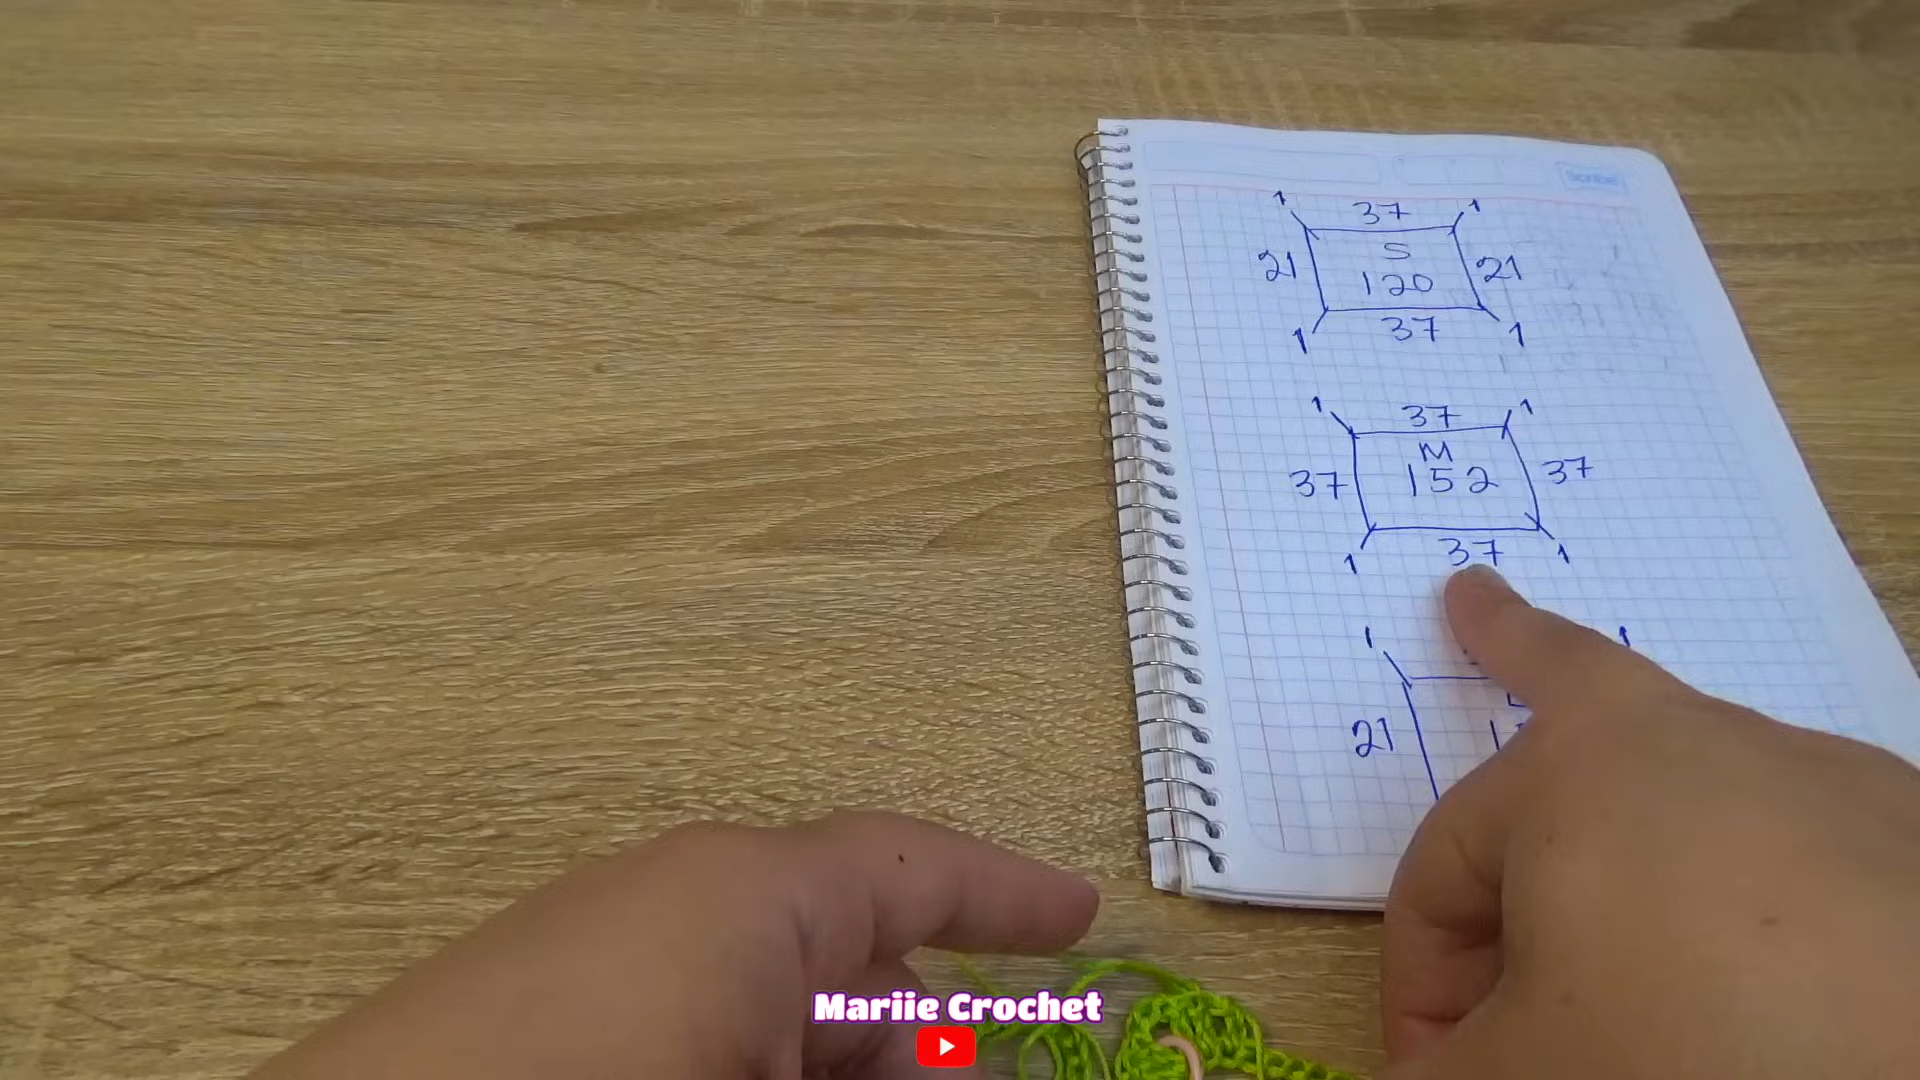 Scribe
1 37 1
S
21 120 21
1 37 1
1 37 1
M
37 152 37
1 37 1
1 1
21
Mariie Crochet